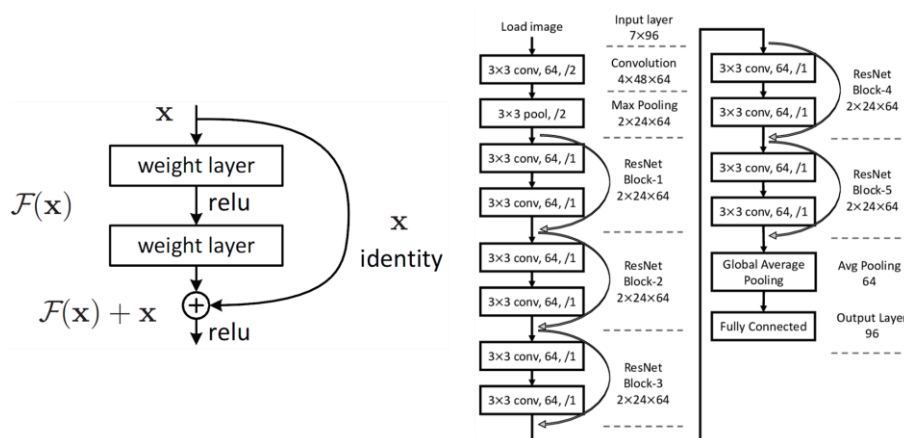 x
weight layer
F(x)
relu
weight layer
x
identity
F(x) + x
relu
Load image
Input layer
7×96
3×3 conv, 64, /2
Convolution
4×48×64
3×3 pool, /2
Max Pooling
2×24×64
3×3 conv, 64, /1
3×3 conv, 64, /1
ResNet
Block-1
2×24×64
3×3 conv, 64, /1
3×3 conv, 64, /1
ResNet
Block-2
2×24×64
3×3 conv, 64, /1
3×3 conv, 64, /1
ResNet
Block-3
2×24×64
3×3 conv, 64, /1
3×3 conv, 64, /1
ResNet
Block-4
2×24×64
3×3 conv, 64, /1
3×3 conv, 64, /1
ResNet
Block-5
2×24×64
Global Average
Pooling
Avg Pooling
64
Fully Connected
Output Layer
96